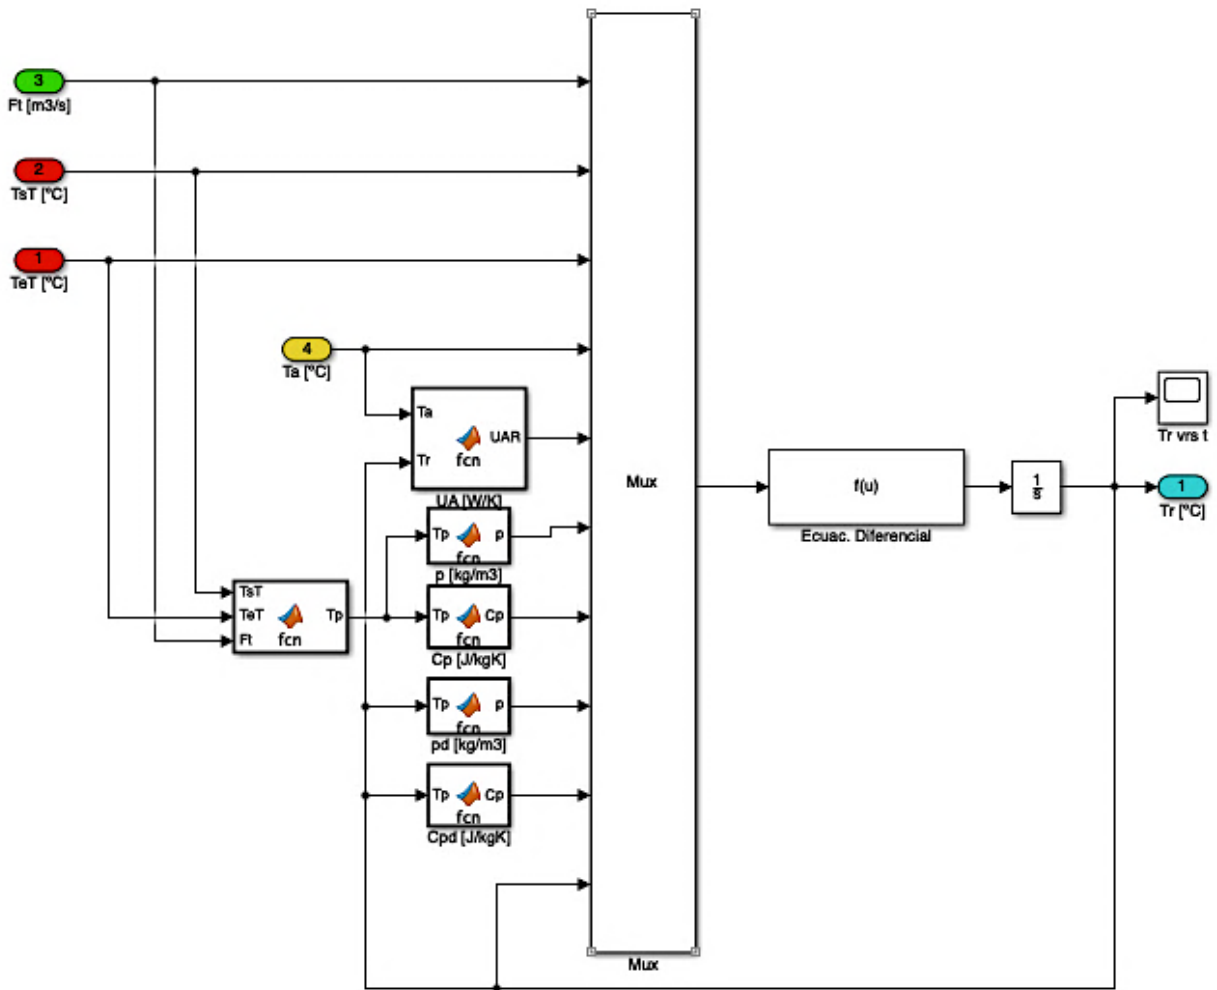 3
Ft [m3/s]
2
TsT [ºC]
1
TeT [ºC]
4
Ta [ºC]
Ta
UAR
Tr
fcn
UA [W/K]
Tp
p
fcn
p [kg/m3]
TsT
TeT
Tp
Ft
fcn
Tp
Cp
fcn
Cp [J/kgK]
Tp
p
fcn
pd [kg/m3]
Tp
Cp
fcn
Cpd [J/kgK]
Mux
Mux
f(u)
Ecuac. Diferencial
1
s
Tr vrs t
1
Tr [ºC]